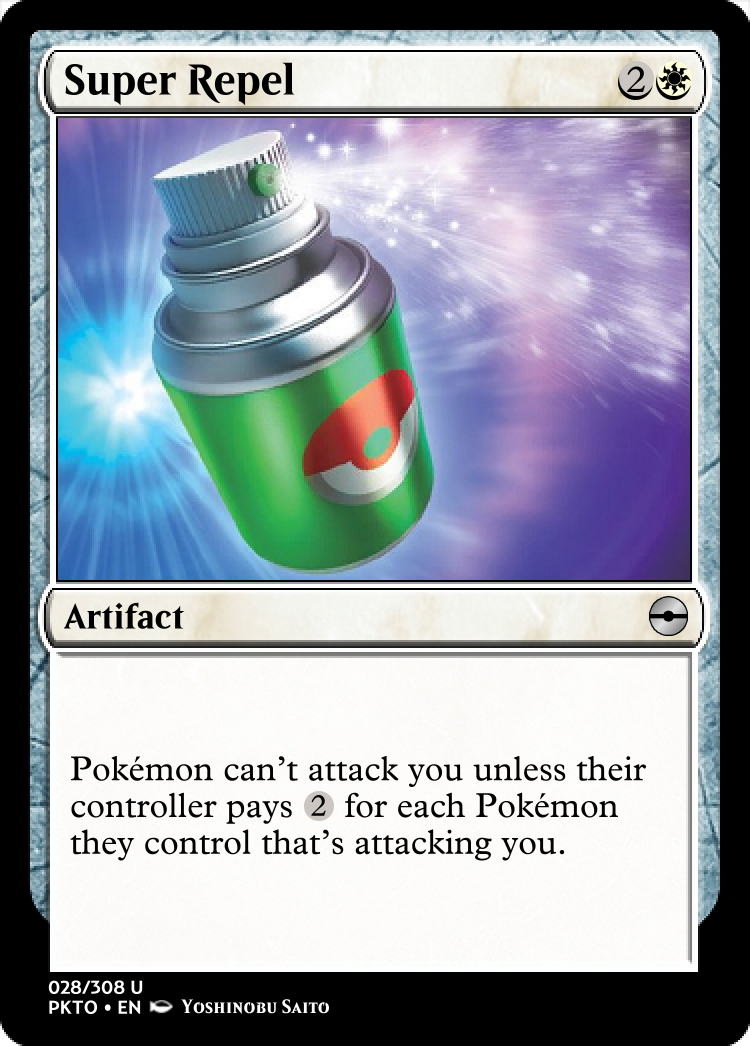 Super Repel
2
Artifact
Pokémon can't attack you unless their
controller pays 2 for each Pokémon
they control that's attacking you.
028/308 U
PKTO • EN Yoshinobu Saito